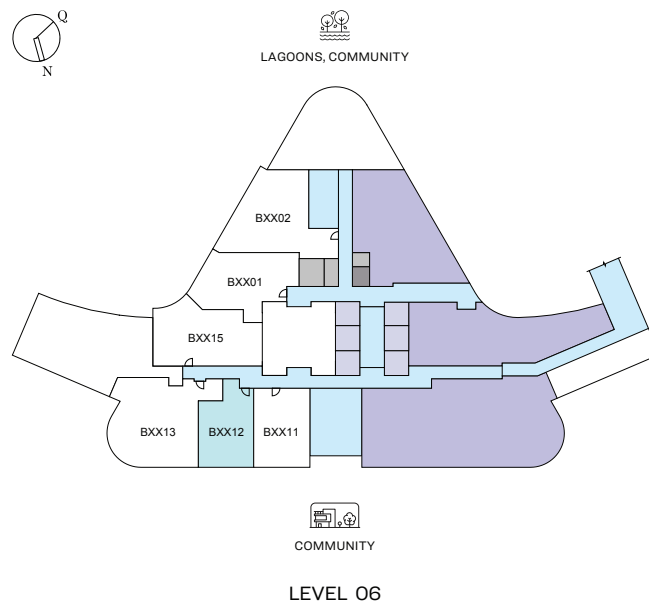 Q
N
LAGOONS, COMMUNITY
BXX02
BXX01
BXX15
BXX13
BXX12
BXX11
COMMUNITY
LEVEL 06